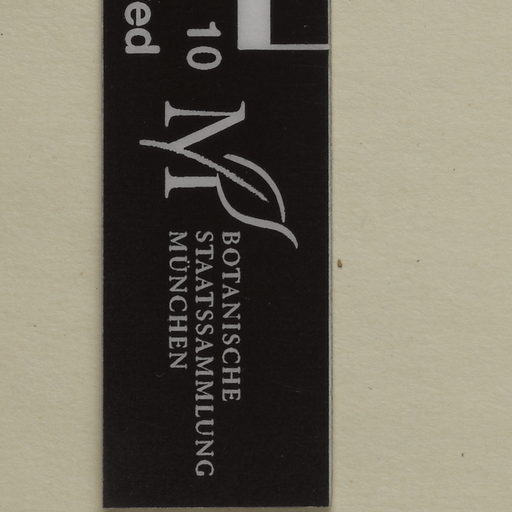 10
ed
M
BOTANISCHE
STAATSSAMMLUNG
MÜNCHEN